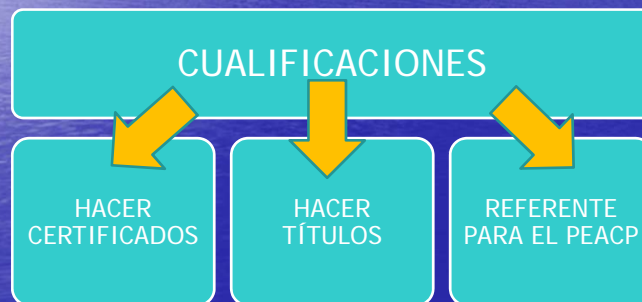 CUALIFICACIONES
HACER
CERTIFICADOS
HACER
TÍTULOS
REFERENTE
PARA EL PEACP